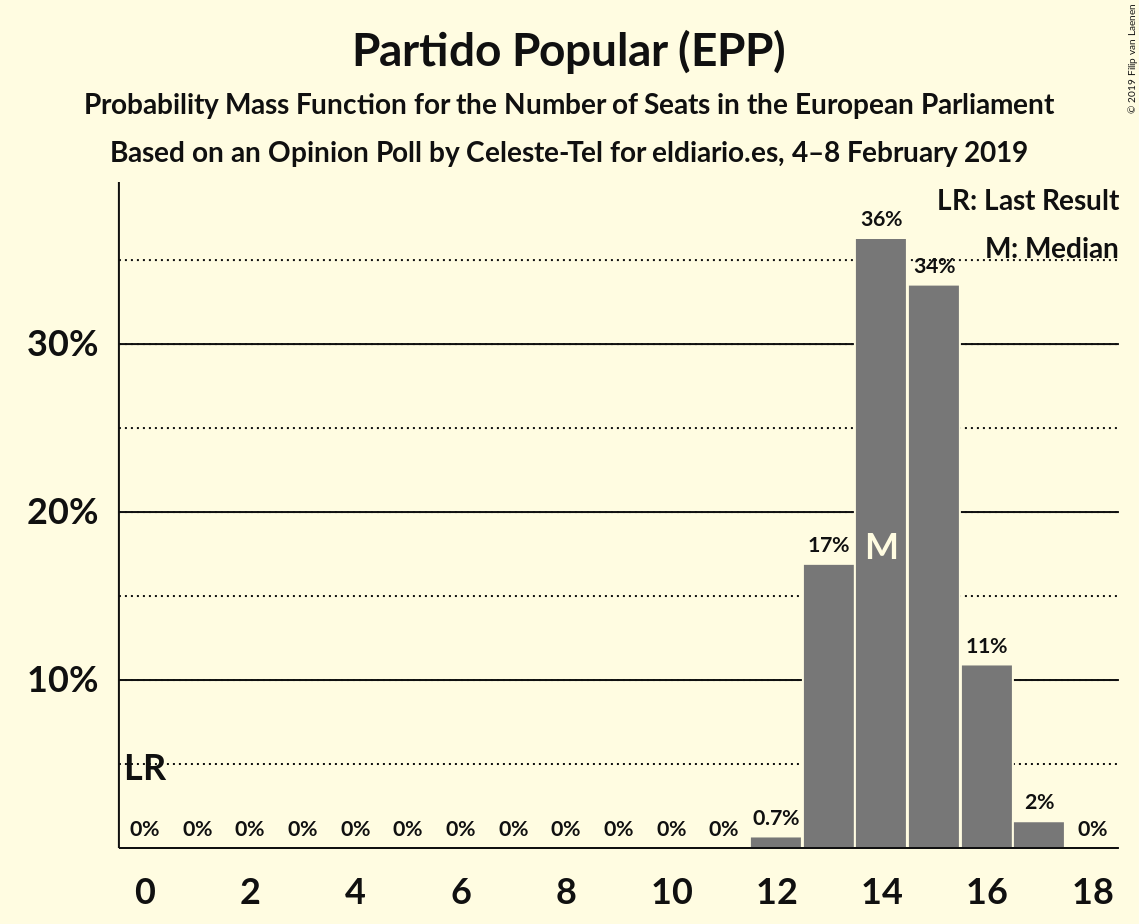 Partido Popular (EPP)
Probability Mass Function for the Number of Seats in the European Parliament
Based on an Opinion Poll by Celeste-Tel for eldiario.es, 4–8 February 2019
© 2019 Filip van Laenen
LR: Last Result
M: Median
36%
34%
30%
20%
17%
M
11%
10%
LR
2%
0.7%
0% 0% 0% 0% 0% 0% 0% 0% 0% 0% 0% 0% 0%
0 2 4 6 8 10 12 14 16 18